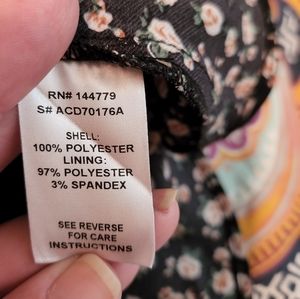 RN# 144779
S# ACD70176A
SHELL:
100% POLYESTER
LINING:
97% POLYESTER
3% SPANDEX
SEE REVERSE
FOR CARE
INSTRUCTIONS